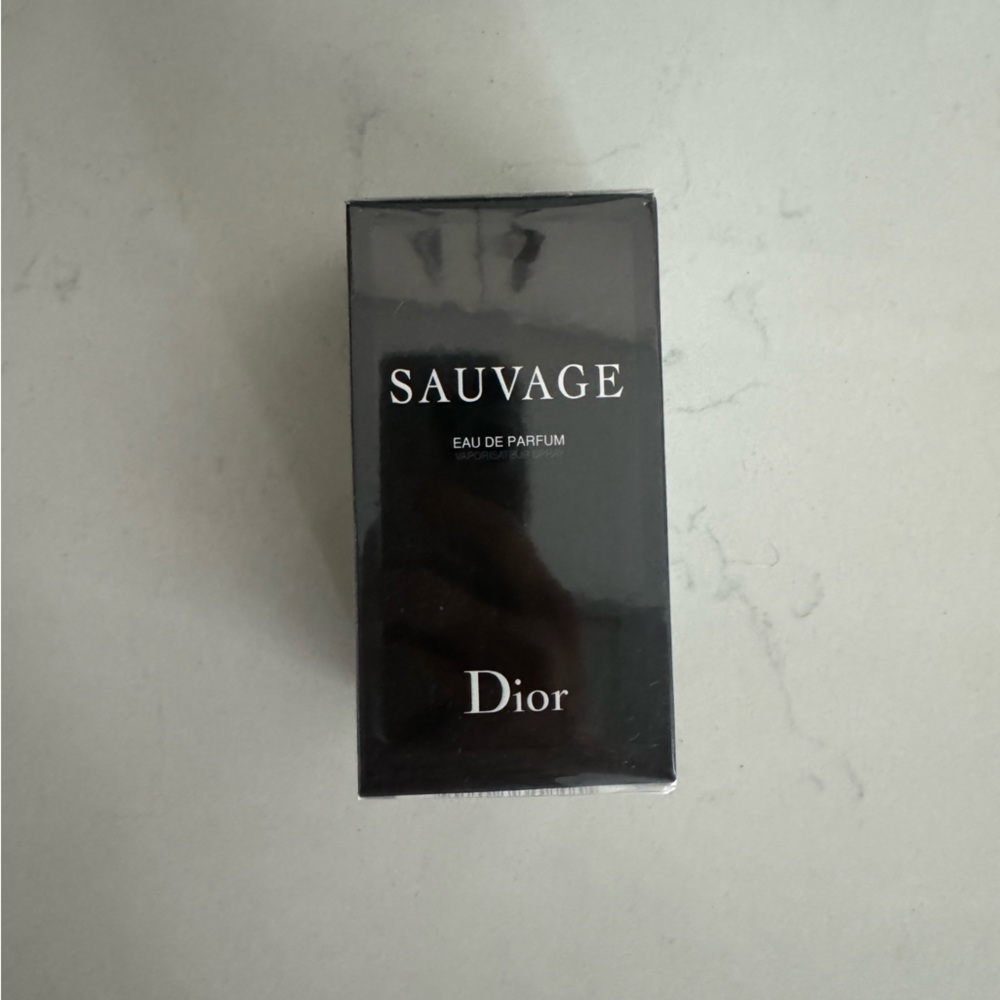 SAUVAGE
EAU DE PARFUM
VAPORISATEUR SPRAY
Dior